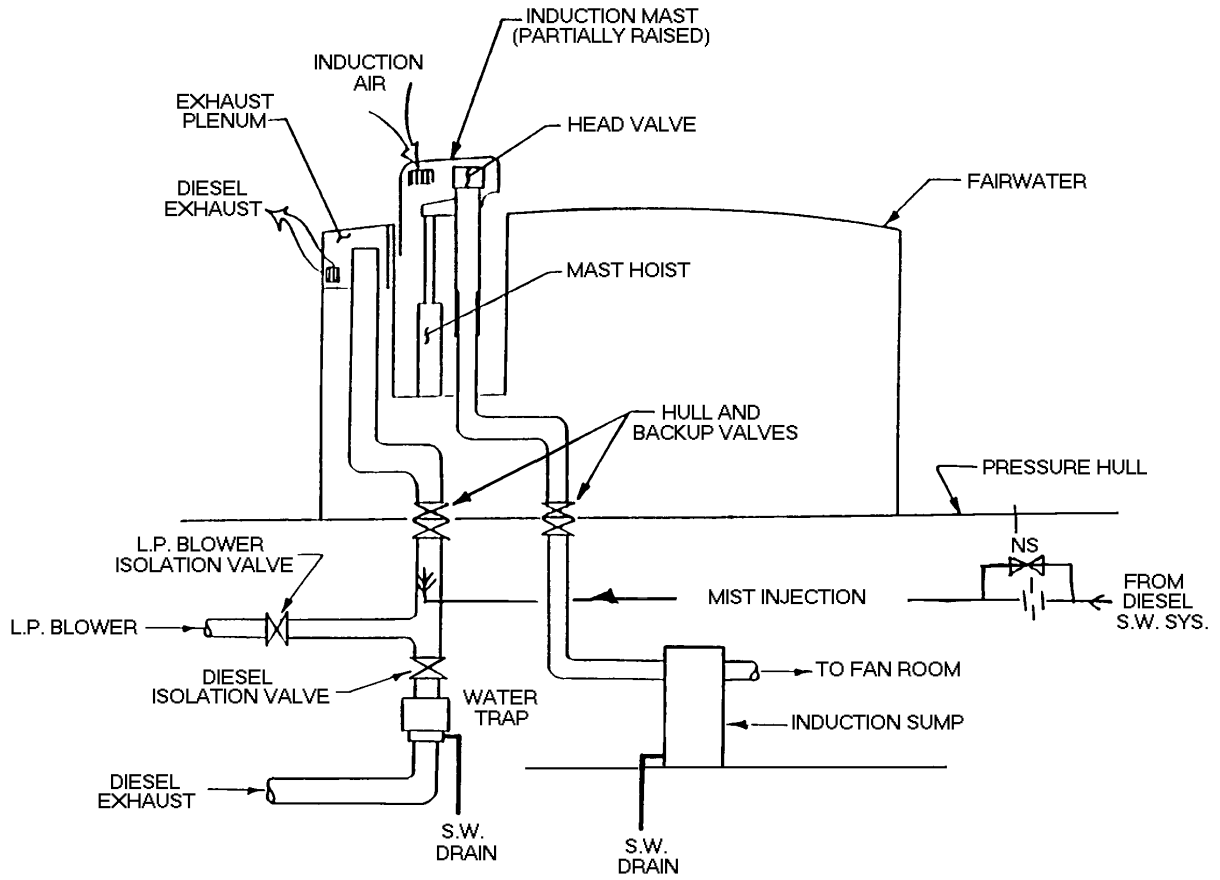 INDUCTION MAST
(PARTIALLY RAISED)
INDUCTION
AIR
EXHAUST
PLENUM
HEAD VALVE
DIESEL
EXHAUST
FAIRWATER
MAST HOIST
HULL AND
BACKUP VALVES
PRESSURE HULL
L.P. BLOWER
ISOLATION VALVE
NS
MIST INJECTION
FROM
DIESEL
S.W. SYS.
L.P. BLOWER
DIESEL
ISOLATION VALVE
WATER
TRAP
TO FAN ROOM
INDUCTION SUMP
DIESEL
EXHAUST
S.W.
DRAIN
S.W.
DRAIN